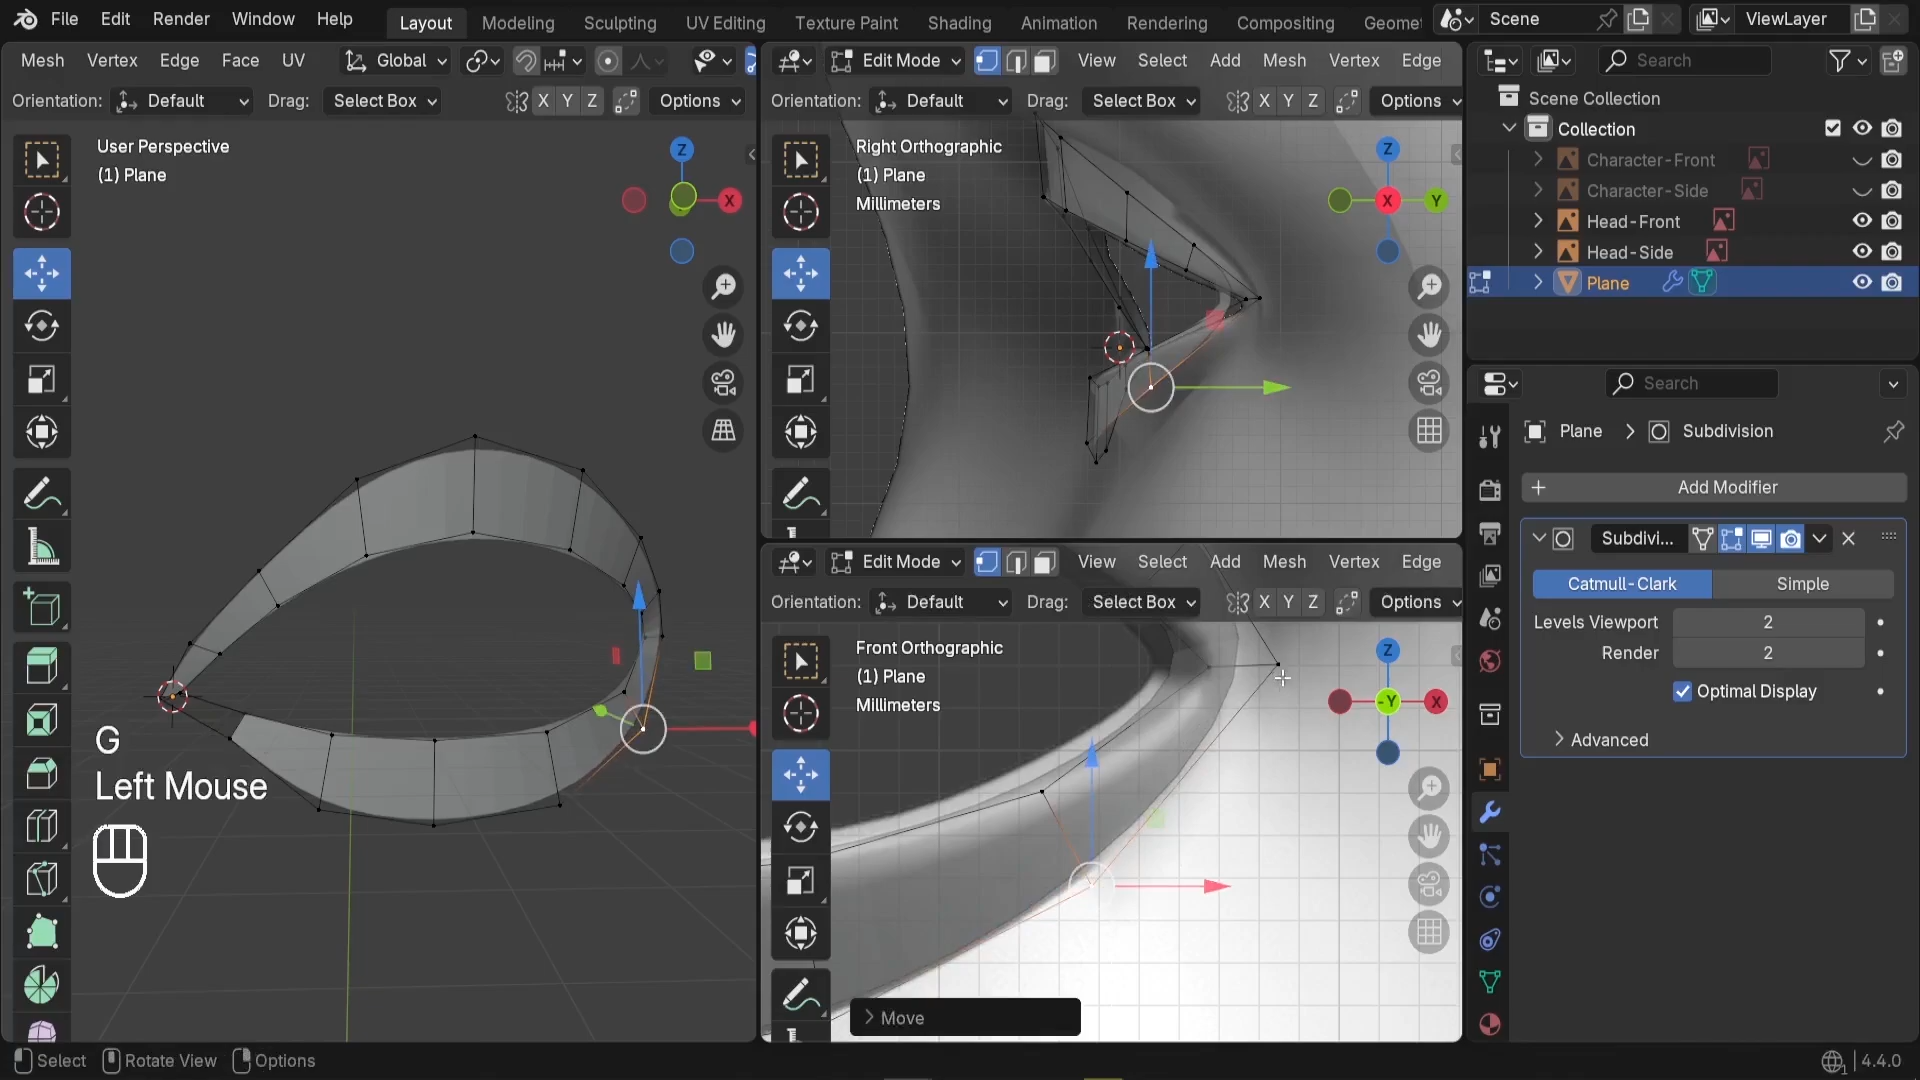 File Edit Render Window Help
Layout Modeling Sculpting UV Editing Texture Paint Shading Animation Rendering Compositing Geomet
Scene
ViewLayer
Mesh Vertex Edge Face UV
Global
Edit Mode
View Select Add Mesh Vertex Edge
Search
Orientation: Default Drag: Select Box X Y Z Options
Orientation: Default Drag: Select Box X Y Z Options
Scene Collection
Collection
Character-Front
Character-Side
Head-Front
Head-Side
Plane
User Perspective
(1) Plane
Z
X
Right Orthographic
(1) Plane
Millimeters
Z
X
Y
Search
Plane
Subdivision
Add Modifier
Subdivi...
Catmull-Clark
Simple
Levels Viewport 2
Render 2
Optimal Display
Advanced
Edit Mode
View Select Add Mesh Vertex Edge
Orientation: Default Drag: Select Box X Y Z Options
Front Orthographic
(1) Plane
Millimeters
Z
-Y
X
G
Left Mouse
Move
Select Rotate View Options
4.4.0